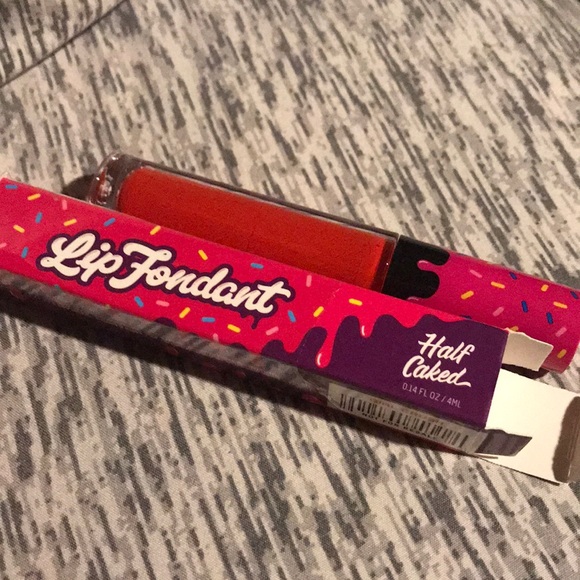 Lip Fondant
Half
Caked
0.14 FL OZ / 4ML